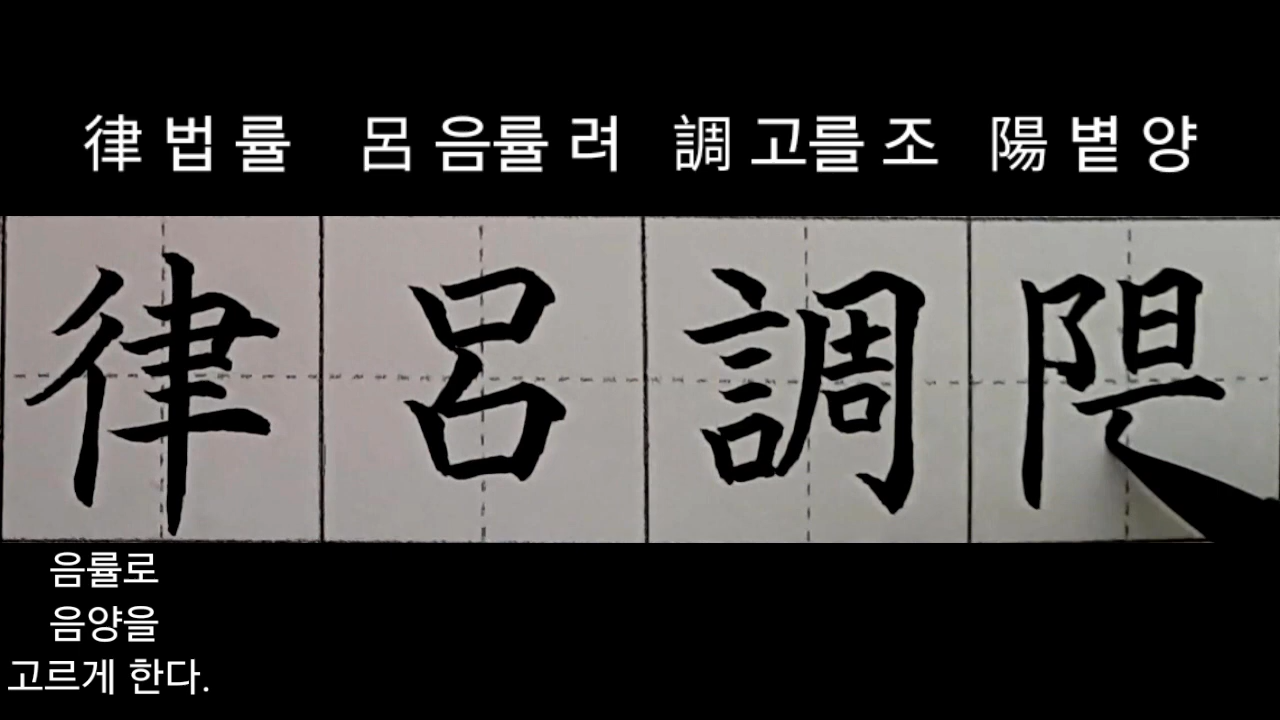 律 법 률 呂 음률 려 調 고를 조 陽 볕 양
律 呂 調
음률로
음양을
고르게 한다.